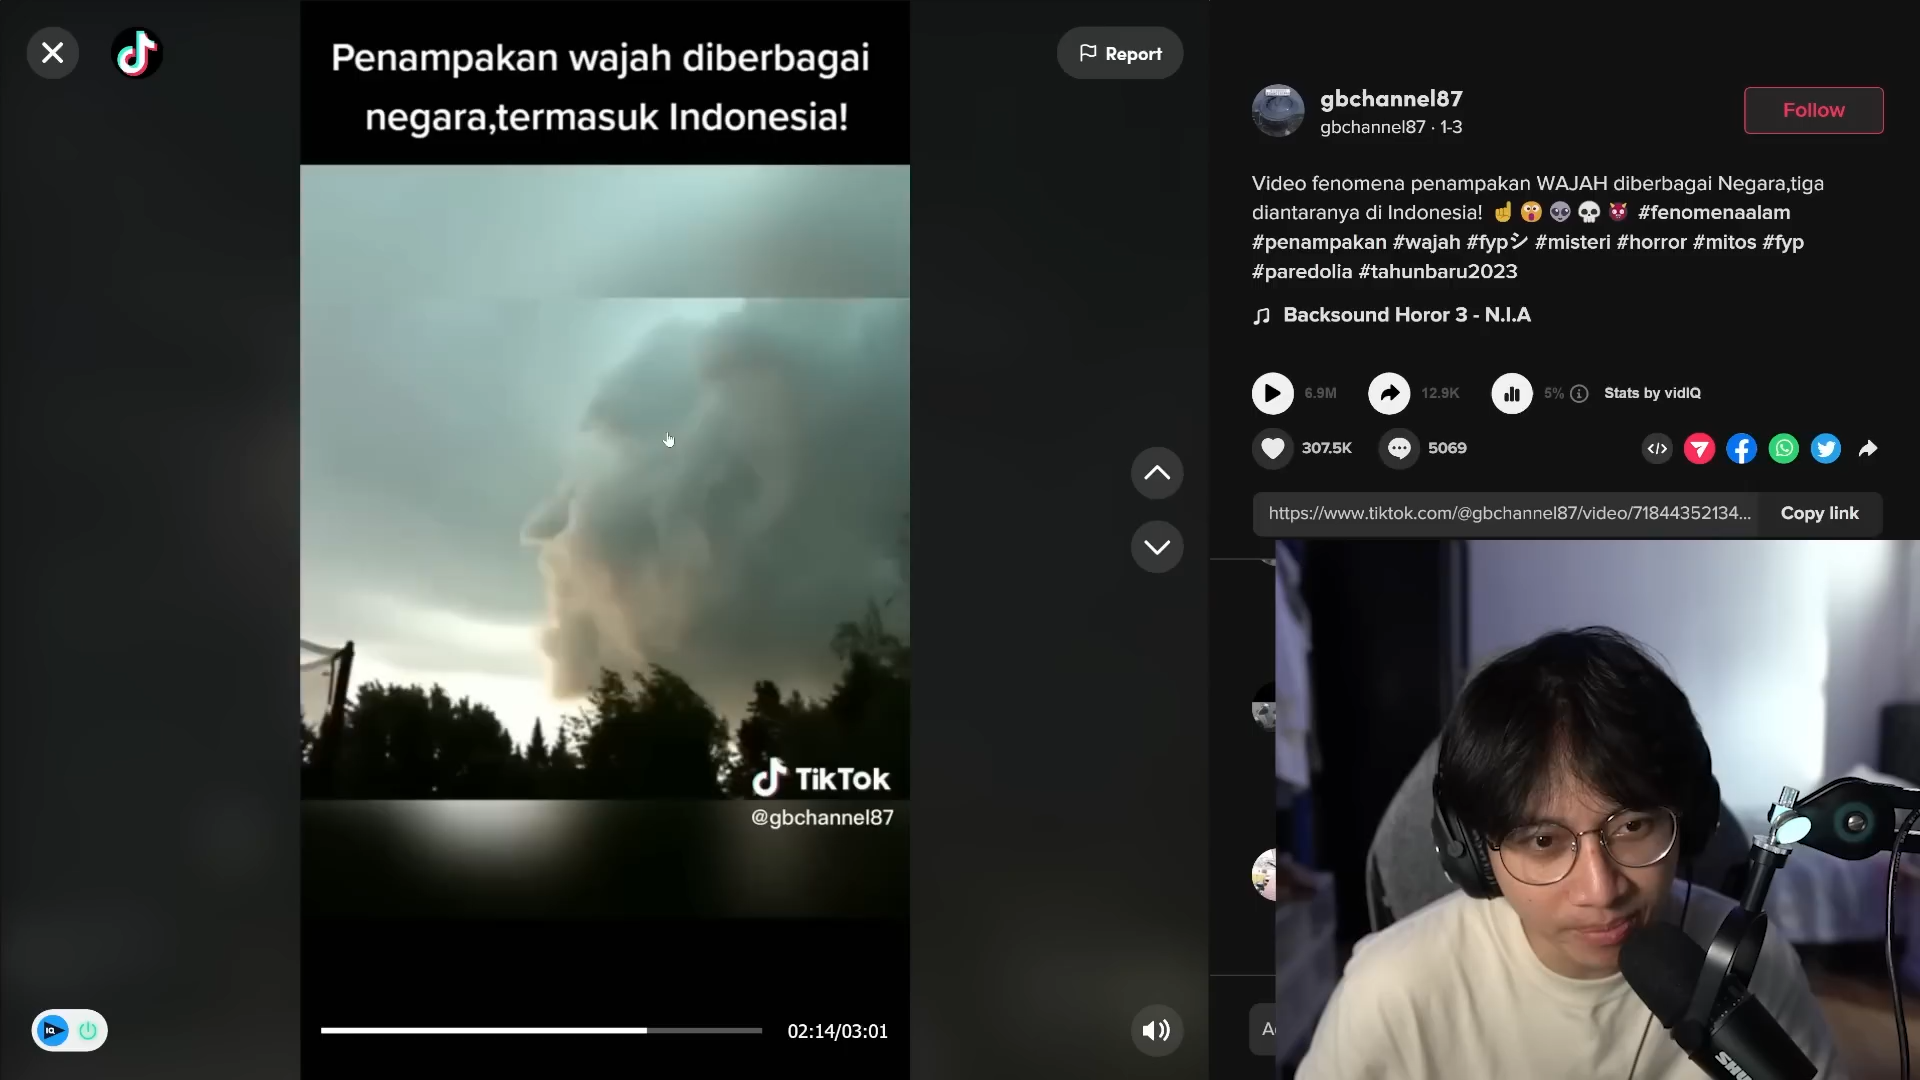 Penampakan wajah diberbagai
negara,termasuk Indonesia!
Report
TikTok
@gbchannel87
02:14/03:01
IQ
gbchannel87
gbchannel87 · 1-3
Follow
Video fenomena penampakan WAJAH diberbagai Negara,tiga
diantaranya di Indonesia! ☝️😲👽💀👿 #fenomenaalam
#penampakan #wajah #fypシ #misteri #horror #mitos #fyp
#paredolia #tahunbaru2023
Backsound Horor 3 - N.I.A
6.9M 12.9K 5% Stats by vidIQ
307.5K 5069
https://www.tiktok.com/@gbchannel87/video/71844352134... Copy link